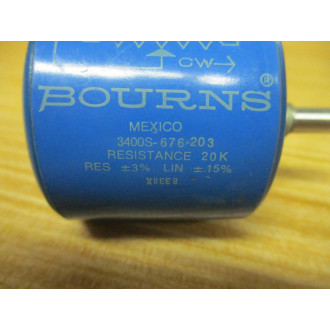 CW
BOURNS®
MEXICO
3400S-676-203
RESISTANCE 20K
RES ±3% LIN ±15%